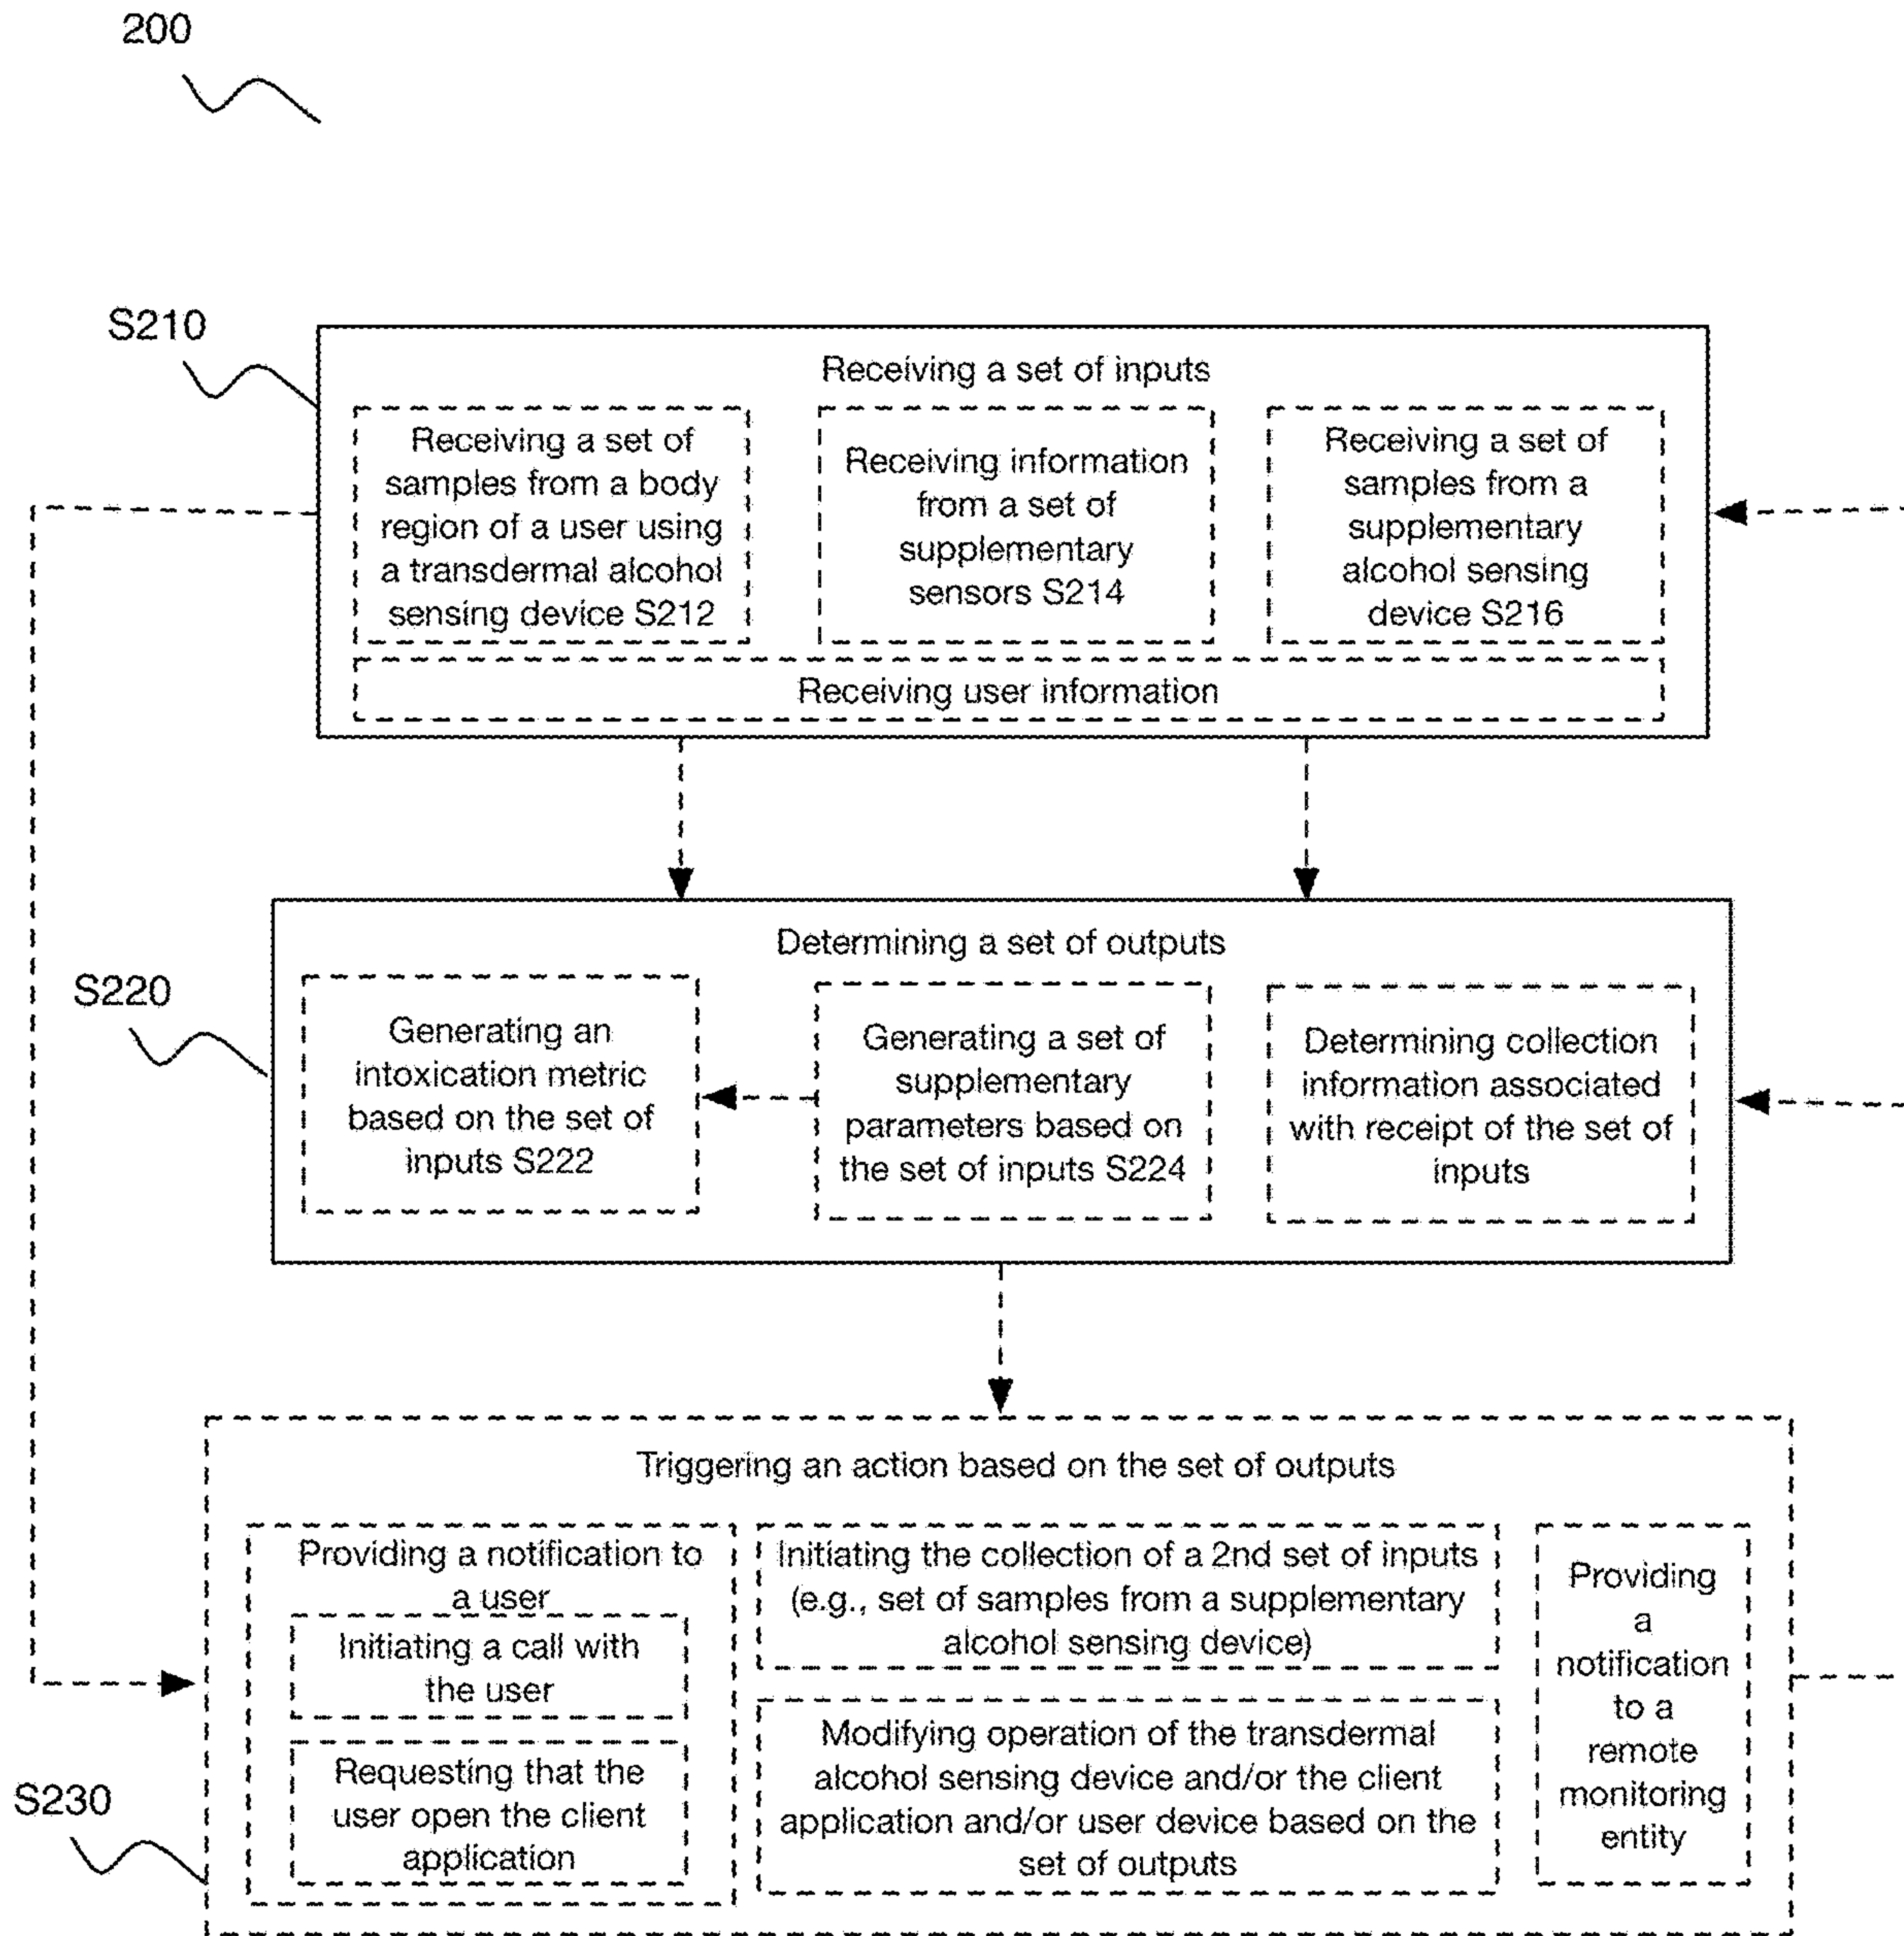 200
S210
Receiving a set of inputs
Receiving a set of
samples from a body
region of a user using
a transdermal alcohol
sensing device S212
Receiving information
from a set of
supplementary
sensors S214
Receiving a set of
samples from a
supplementary
alcohol sensing
device S216
Receiving user information
S220
Determining a set of outputs
Generating an
intoxication metric
based on the set of
inputs S222
Generating a set of
supplementary
parameters based on
the set of inputs S224
Determining collection
information associated
with receipt of the set of
inputs
S230
Triggering an action based on the set of outputs
Providing a notification to
a user
Initiating a call with
the user
Requesting that the
user open the client
application
Initiating the collection of a 2nd set of inputs
(e.g., set of samples from a supplementary
alcohol sensing device)
Modifying operation of the transdermal
alcohol sensing device and/or the client
application and/or user device based on the
set of outputs
Providing
a
notification
to a
remote
monitoring
entity